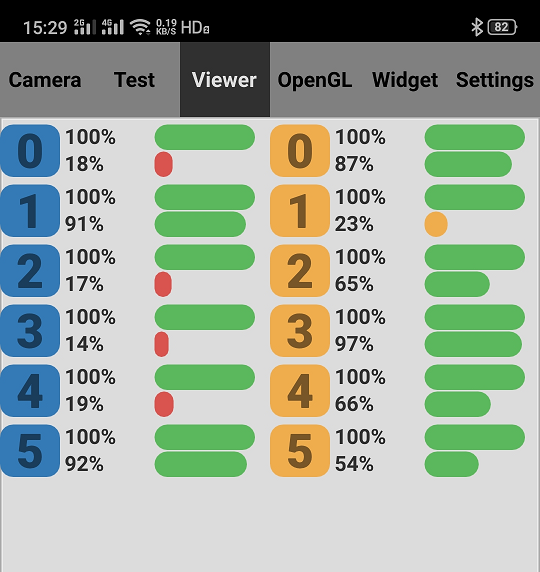 15:29 2G 4G 0.19 KB/S HD2 82
Camera Test Viewer OpenGL Widget Settings
0 100% 18% 0 100% 87%
1 100% 91% 1 100% 23%
2 100% 17% 2 100% 65%
3 100% 14% 3 100% 97%
4 100% 19% 4 100% 66%
5 100% 92% 5 100% 54%